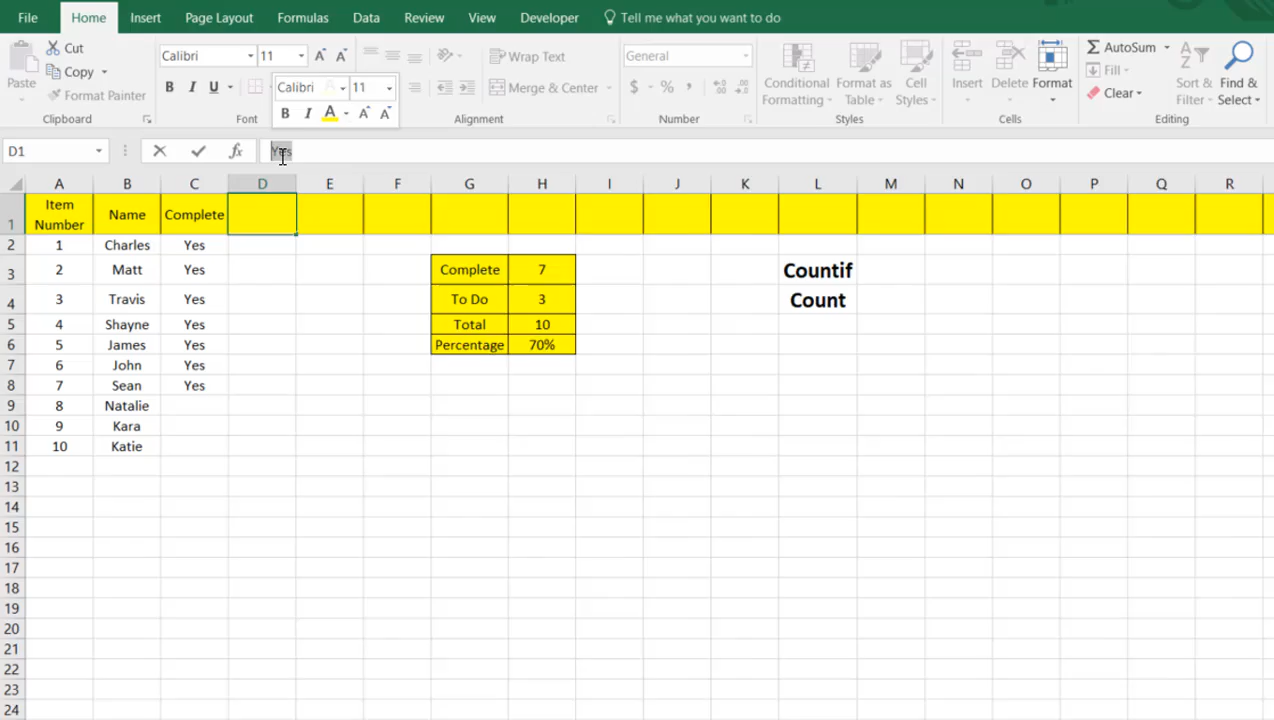 File Home Insert Page Layout Formulas Data Review View Developer Tell me what you want to do
Paste Cut Copy Format Painter Clipboard
Calibri 11 A A B I U Font
Calibri 11 B I A A A
Wrap Text Merge & Center Alignment
General $ % , Number
Conditional Formatting Format as Table Cell Styles Styles
Insert Delete Format Cells
AutoSum Fill Clear Sort & Filter Find & Select Editing
D1 fx Yes
A B C D E F G H I J K L M N O P Q R
1 Item Number Name Complete
2 1 Charles Yes
3 2 Matt Yes Complete 7 Countif
4 3 Travis Yes To Do 3 Count
5 4 Shayne Yes Total 10
6 5 James Yes Percentage 70%
7 6 John Yes
8 7 Sean Yes
9 8 Natalie
10 9 Kara
11 10 Katie
12
13
14
15
16
17
18
19
20
21
22
23
24